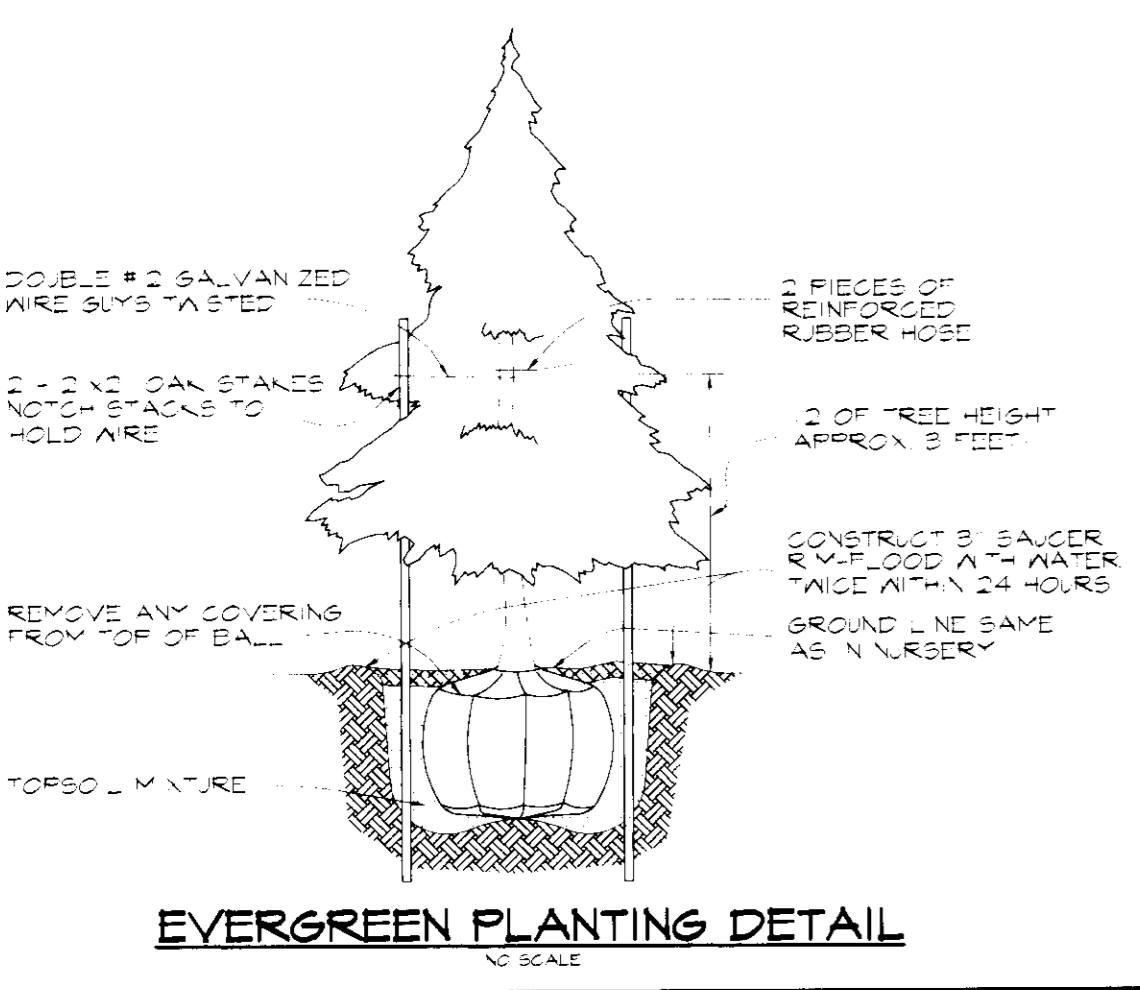 DOUBLE # 2 GALVANIZED
WIRE GUYS TWISTED
2 - 2 x2 OAK STAKES
NOTCH STACKS TO
HOLD WIRE
REMOVE ANY COVERING
FROM TOP OF BALL
TOPSOIL MIXTURE
2 PIECES OF
REINFORCED
RUBBER HOSE
OF TREE HEIGHT
APPROX. 3 FEET
CONSTRUCT 3" SAUCER
RIM-FLOOD WITH WATER
TWICE WITHIN 24 HOURS
GROUND LINE SAME
AS IN NURSERY
EVERGREEN PLANTING DETAIL
NO SCALE